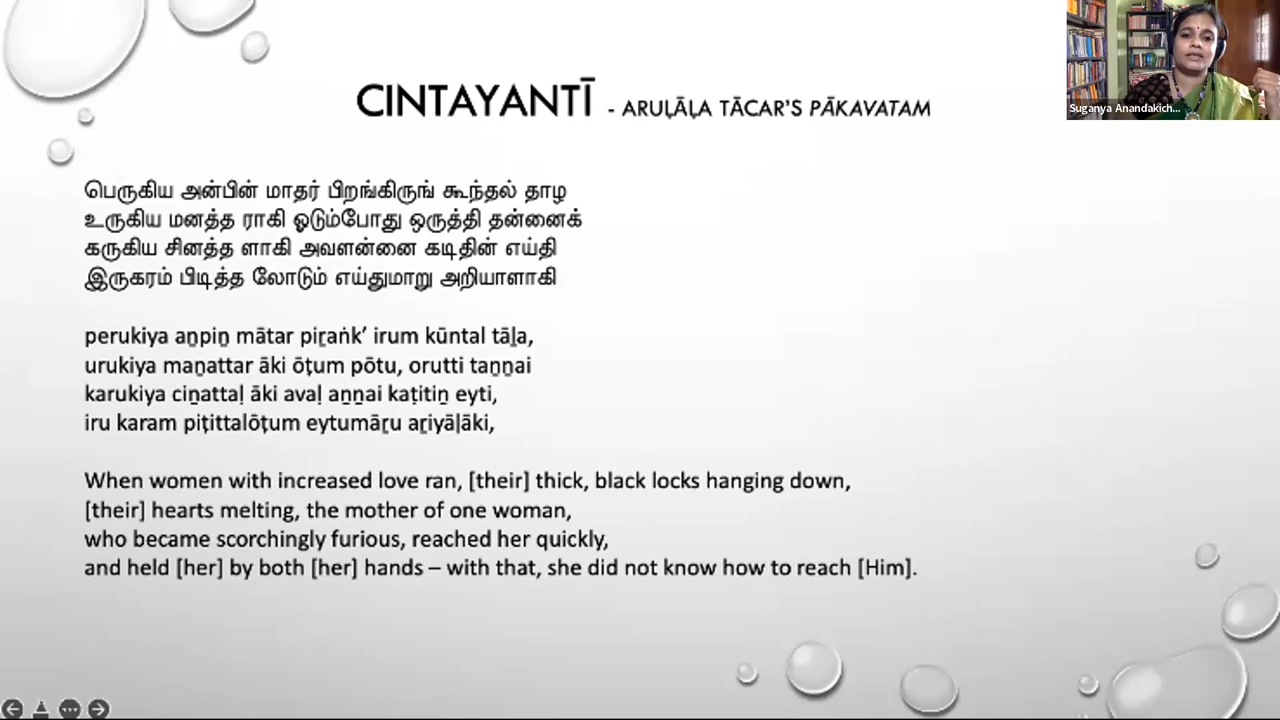 CINTAYANTĪ - ARUḶĀḶA TĀCAR'S PĀKAVATAM
Suganya Anandakich...
பெருகிய அன்பின் மாதர் பிறங்கிருங் கூந்தல் தாழ
உருகிய மனத்த ராகி ஓடும்போது ஒருத்தி தன்னைக்
கருகிய சினத்த ளாகி அவளன்னை கடிதின் எய்தி
இருகரம் பிடித்த லோடும் எய்துமாறு அறியாளாகி
perukiya aṉpiṉ mātar piṟaṅk’ irum kūntal tāḻa,
urukiya maṉattar āki ōṭum pōtu, orutti taṉṉai
karukiya ciṉattaḷ āki avaḷ aṉṉai kaṭitiṉ eyti,
iru karam piṭittalōṭum eytumāṟu aṟiyāḷāki,
When women with increased love ran, [their] thick, black locks hanging down,
[their] hearts melting, the mother of one woman,
who became scorchingly furious, reached her quickly,
and held [her] by both [her] hands – with that, she did not know how to reach [Him].